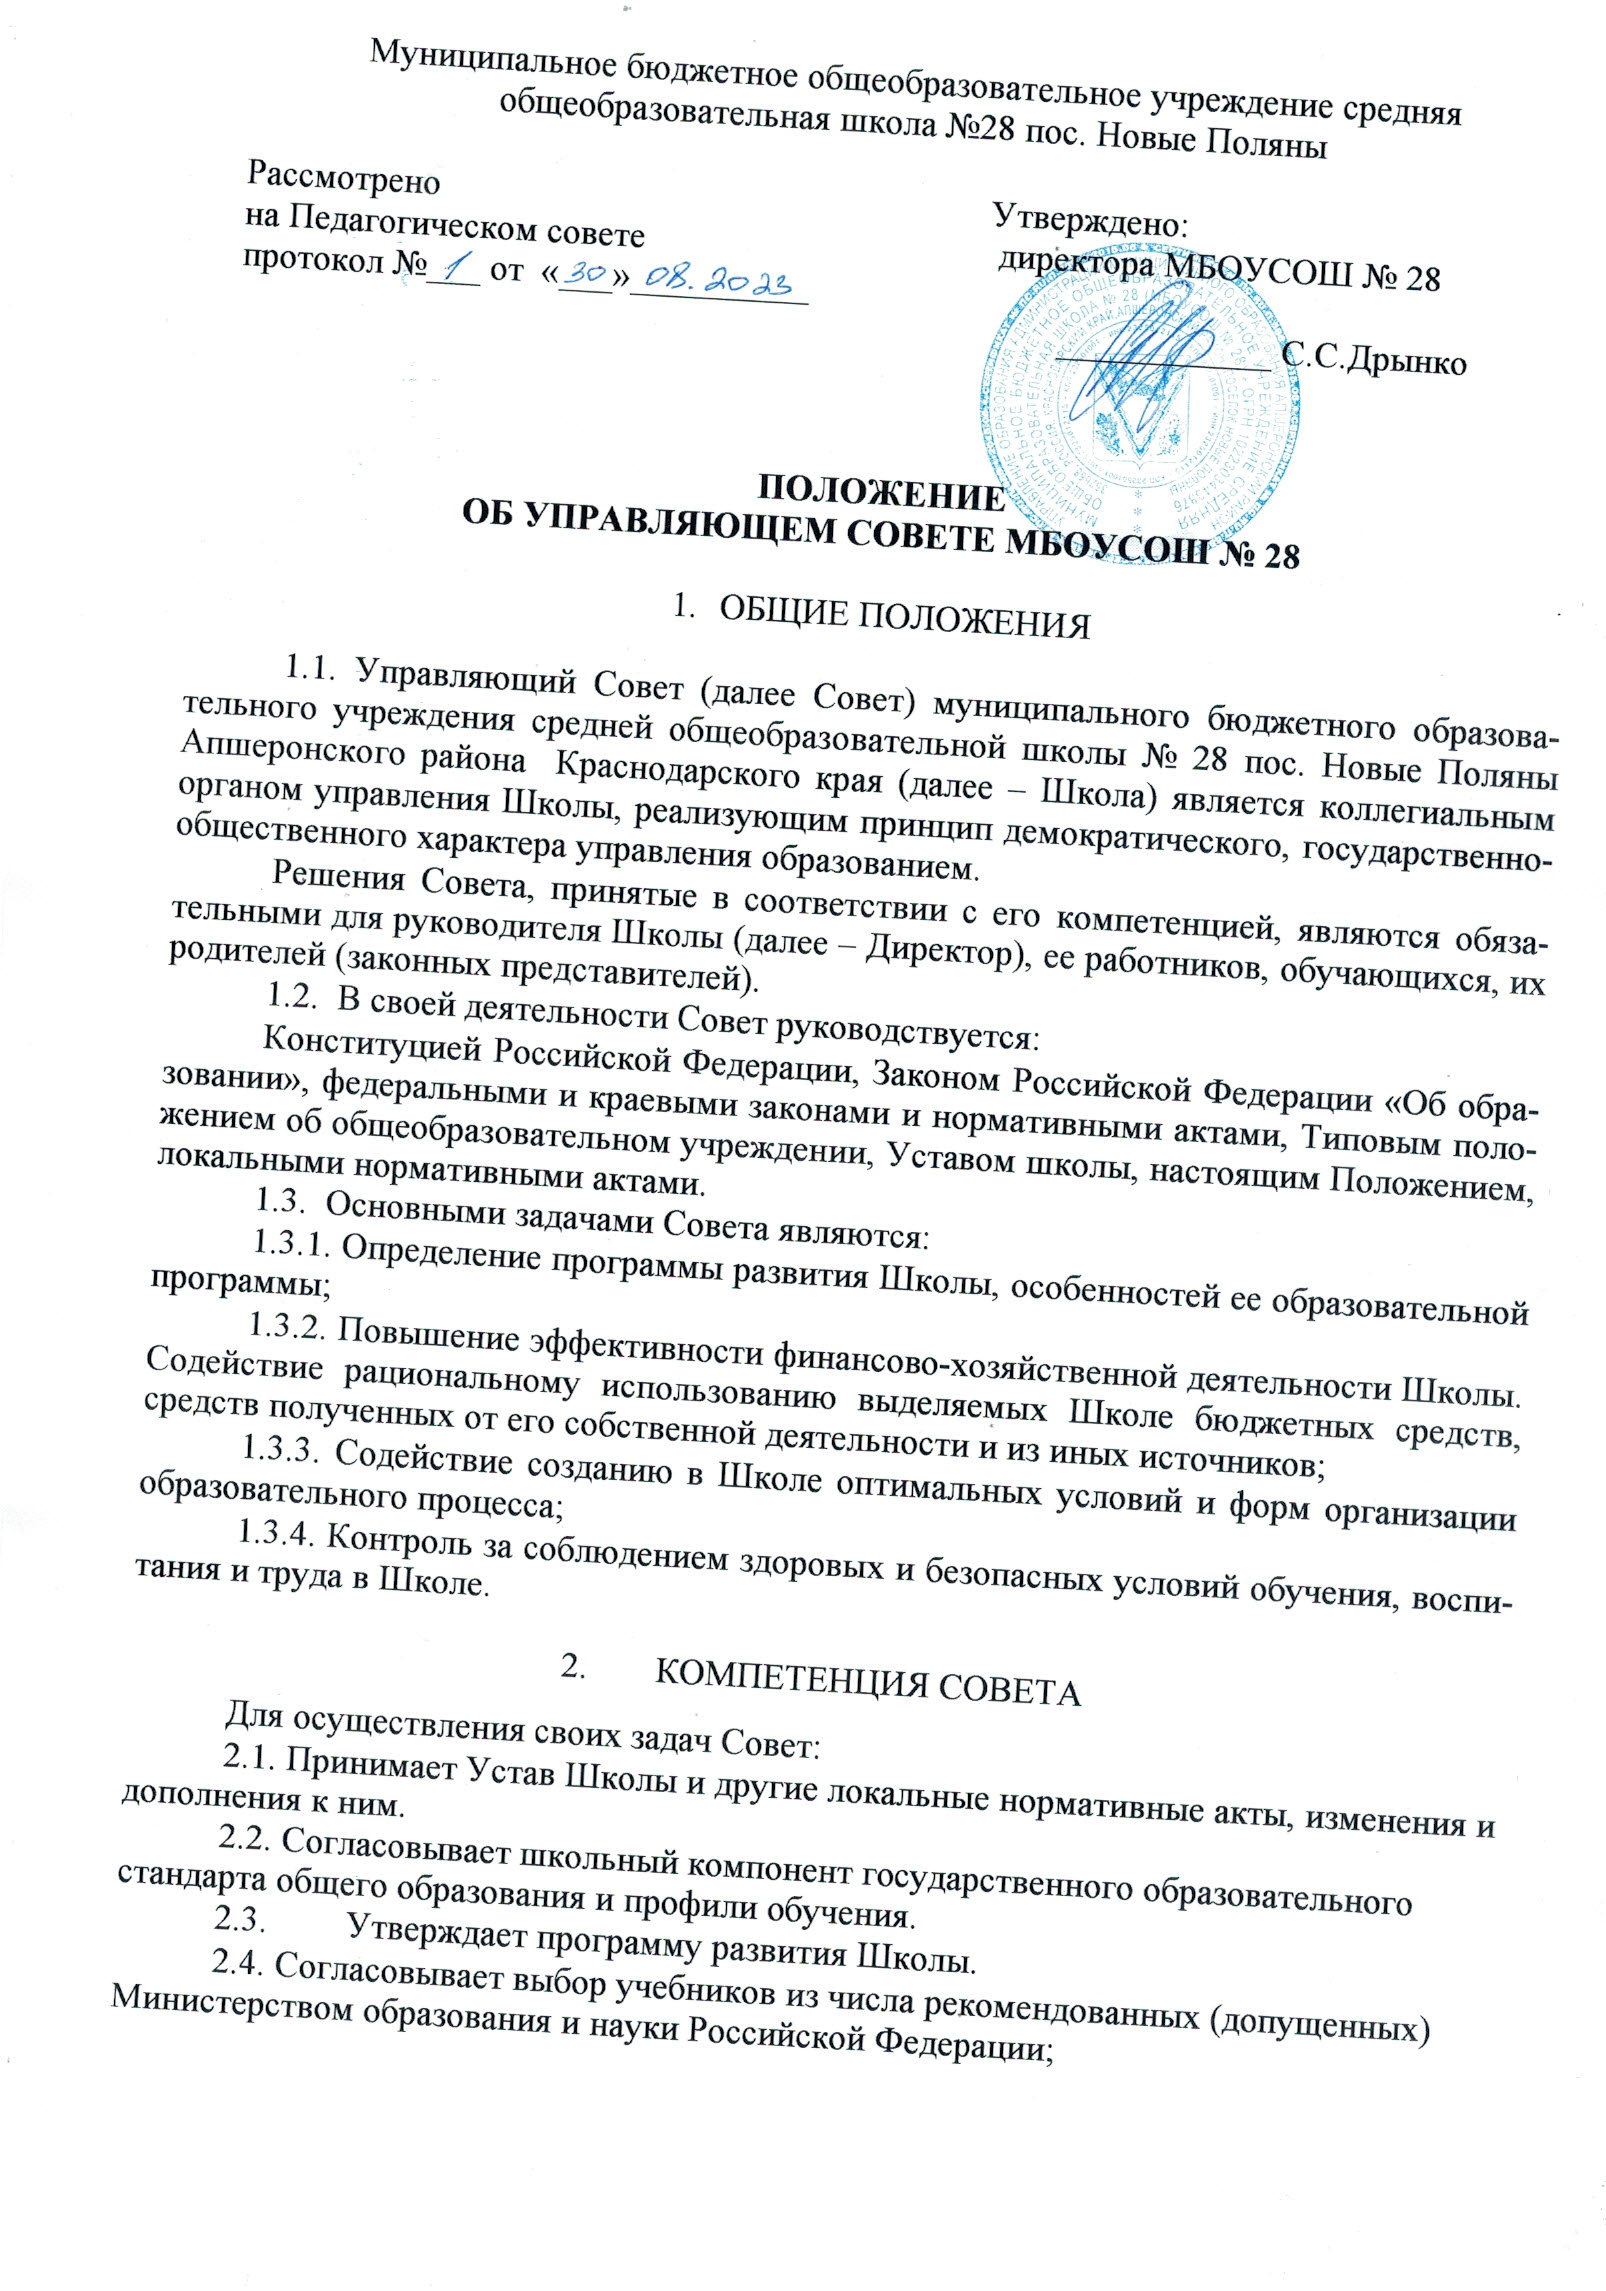 Муниципальное бюджетное общеобразовательное учреждение средняя
общеобразовательная школа №28 пос. Новые Поляны
Рассмотрено
на Педагогическом совете
протокол № 1 от «30» 08.2023
Утверждено:
директора МБОУСОШ № 28
С.С.Дрынко
ПОЛОЖЕНИЕ
ОБ УПРАВЛЯЮЩЕМ СОВЕТЕ МБОУСОШ № 28
1. ОБЩИЕ ПОЛОЖЕНИЯ
1.1. Управляющий Совет (далее Совет) муниципального бюджетного образова-
тельного учреждения средней общеобразовательной школы № 28 пос. Новые Поляны
Апшеронского района Краснодарского края (далее – Школа) является коллегиальным
органом управления Школы, реализующим принцип демократического, государственно-
общественного характера управления образованием.
Решения Совета, принятые в соответствии с его компетенцией, являются обяза-
тельными для руководителя Школы (далее – Директор), ее работников, обучающихся, их
родителей (законных представителей).
1.2. В своей деятельности Совет руководствуется:
Конституцией Российской Федерации, Законом Российской Федерации «Об обра-
зовании», федеральными и краевыми законами и нормативными актами, Типовым поло-
жением об общеобразовательном учреждении, Уставом школы, настоящим Положением,
локальными нормативными актами.
1.3. Основными задачами Совета являются:
1.3.1. Определение программы развития Школы, особенностей ее образовательной
программы;
1.3.2. Повышение эффективности финансово-хозяйственной деятельности Школы.
Содействие рациональному использованию выделяемых Школе бюджетных средств,
средств полученных от его собственной деятельности и из иных источников;
1.3.3. Содействие созданию в Школе оптимальных условий и форм организации
образовательного процесса;
1.3.4. Контроль за соблюдением здоровых и безопасных условий обучения, воспи-
тания и труда в Школе.
2. КОМПЕТЕНЦИЯ СОВЕТА
Для осуществления своих задач Совет:
2.1. Принимает Устав Школы и другие локальные нормативные акты, изменения и
дополнения к ним.
2.2. Согласовывает школьный компонент государственного образовательного
стандарта общего образования и профили обучения.
2.3. Утверждает программу развития Школы.
2.4. Согласовывает выбор учебников из числа рекомендованных (допущенных)
Министерством образования и науки Российской Федерации;